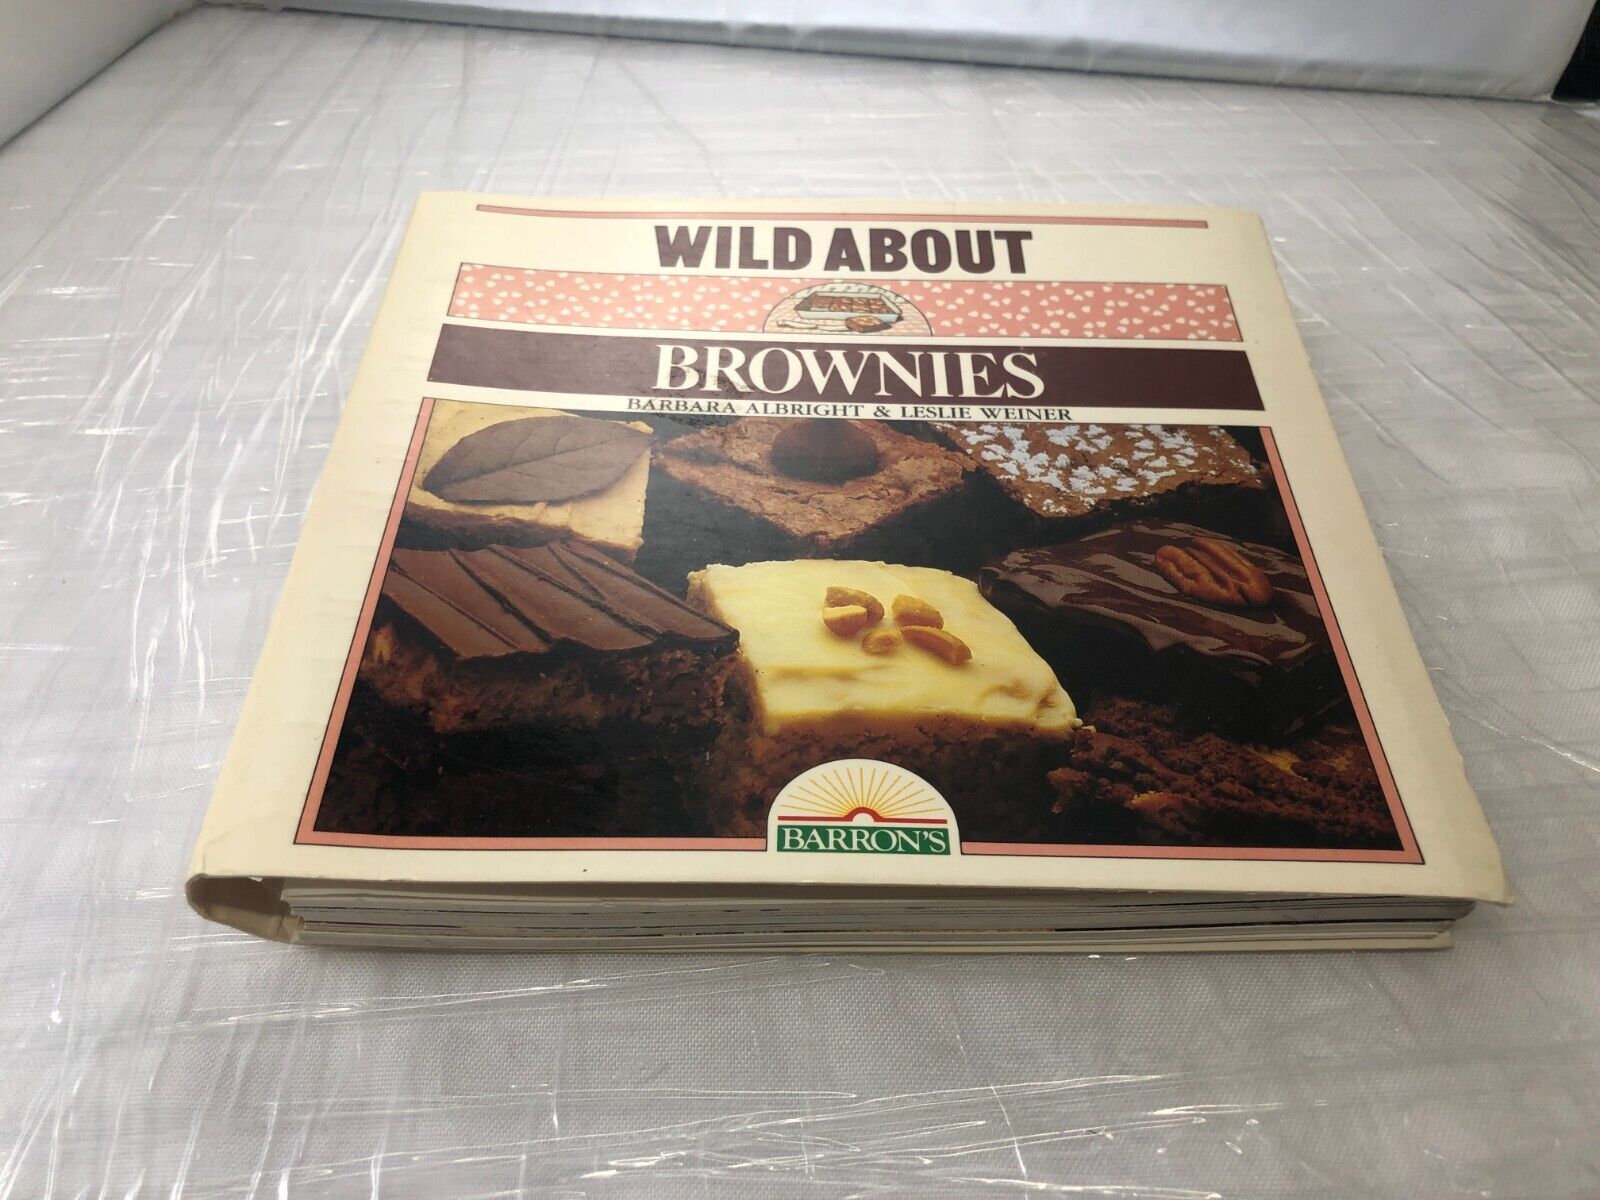 WILD ABOUT
BROWNIES
BARBARA ALBRIGHT & LESLIE WEINER
BARRON'S